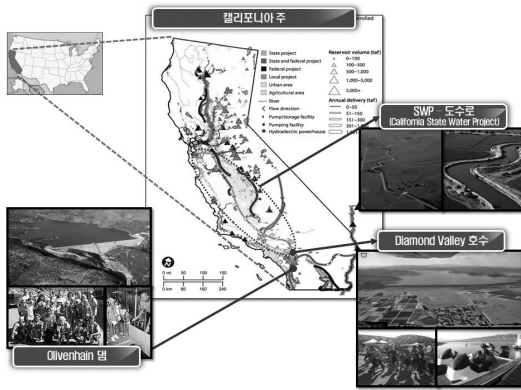 캘리포니아 주
State project
State and federal project
Federal project
Local project
Urban area
Agricultural area
River
Flow direction
Pump/storage facility
Pumping facility
Hydroelectric powerhouse
Reservoir volume (taf)
0–100
100–500
500–1,000
1,000–5,000
5,000+
Annual delivery (taf)
0–50
51–150
151–300
SWP – 도수로
(California State Water Project)
Diamond Valley 호수
0 mi 50 100 150
0 km 80 160 240
Olivenhain 댐